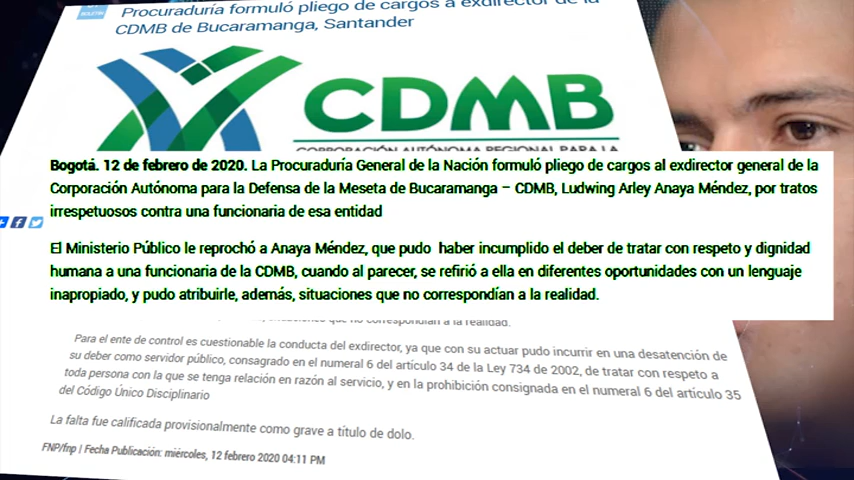 BOLETÍN
Procuraduría formuló pliego de cargos a exdirector de la
CDMB de Bucaramanga, Santander
CDMB
CORPORACIÓN AUTÓNOMA REGIONAL PARA LA
Bogotá. 12 de febrero de 2020. La Procuraduría General de la Nación formuló pliego de cargos al exdirector general de la
Corporación Autónoma para la Defensa de la Meseta de Bucaramanga – CDMB, Ludwing Arley Anaya Méndez, por tratos
irrespetuosos contra una funcionaria de esa entidad
El Ministerio Público le reprochó a Anaya Méndez, que pudo haber incumplido el deber de tratar con respeto y dignidad
humana a una funcionaria de la CDMB, cuando al parecer, se refirió a ella en diferentes oportunidades con un lenguaje
inapropiado, y pudo atribuirle, además, situaciones que no correspondían a la realidad.
situaciones que no correspondían a la realidad.
Para el ente de control es cuestionable la conducta del exdirector, ya que con su actuar pudo incurrir en una desatención de
su deber como servidor público, consagrado en el numeral 6 del articulo 34 de la Ley 734 de 2002, de tratar con respeto a
toda persona con la que se tenga relación en razón al servicio, y en la prohibición consignada en el numeral 6 del artículo 35
del Código Único Disciplinario
La falta fue calificada provisionalmente como grave a título de dolo.
FNP/fnp | Fecha Publicación: miércoles, 12 febrero 2020 04:11 PM